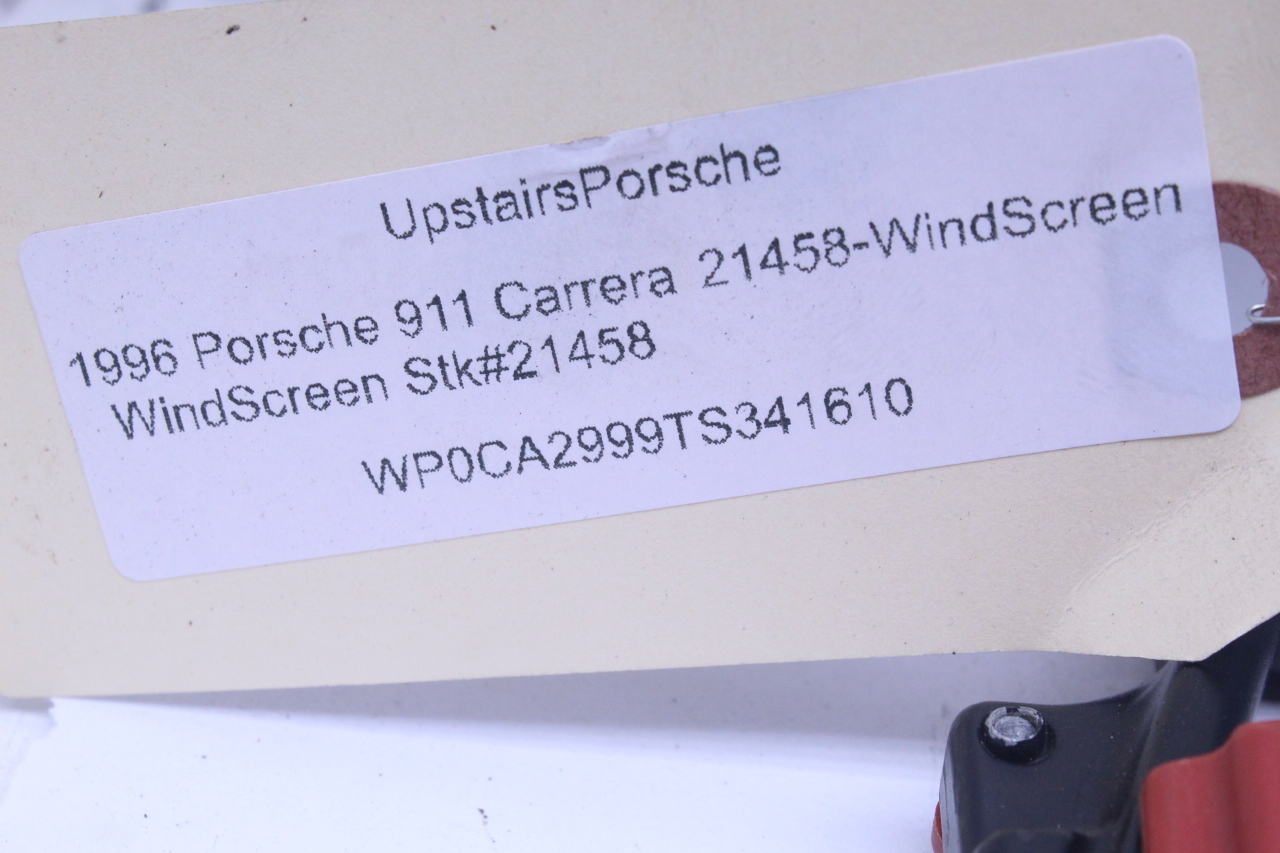 UpstairsPorsche
1996 Porsche 911 Carrera 21458-WindScreen
WindScreen Stk#21458
WP0CA2999TS341610